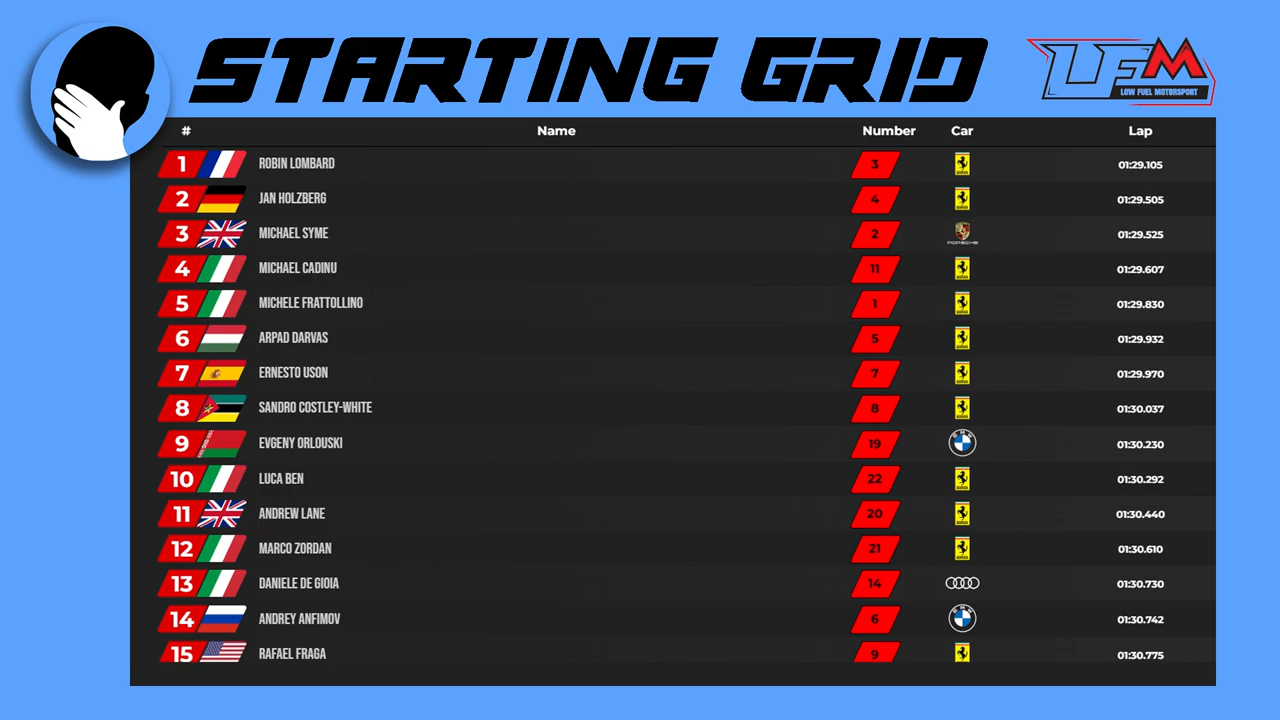 STARTING GRID
LFM
LOW FUEL MOTORSPORT
# Name Number Car Lap
1 ROBIN LOMBARD 3 01:29.105
2 JAN HOLZBERG 4 01:29.505
3 MICHAEL SYME 2 PORSCHE 01:29.525
4 MICHAEL CADINU 11 01:29.607
5 MICHELE FRATTOLLINO 1 01:29.830
6 ARPAD DARVAS 5 01:29.932
7 ERNESTO USON 7 01:29.970
8 SANDRO COSTLEY-WHITE 8 01:30.037
9 EVGENY ORLOUSKI 19 BMW 01:30.230
10 LUCA BEN 22 01:30.292
11 ANDREW LANE 20 01:30.440
12 MARCO ZORDAN 21 01:30.610
13 DANIELE DE GIOIA 14 01:30.730
14 ANDREY ANFIMOV 6 BMW 01:30.742
15 RAFAEL FRAGA 9 01:30.775